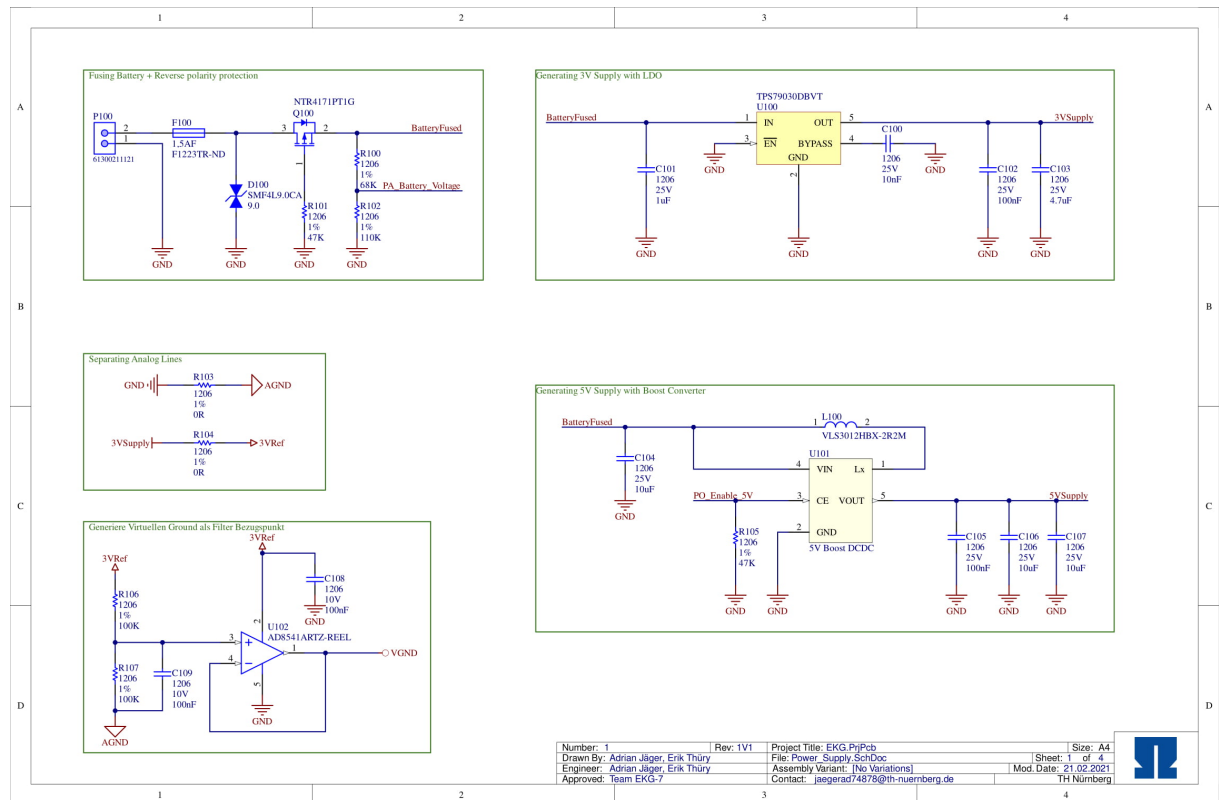 1
2
3
4
A
B
C
D
A
B
C
D
Fusing Battery + Reverse polarity protection
P100
2
1
61300211121
F100
1,5AF
F1223TR-ND
NTR4171PT1G
Q100
3
2
1
BatteryFused
D100
SMF4L9.0CA
9.0
R100
1206
1%
68K
PA_Battery_Voltage
R101
1206
1%
47K
R102
1206
1%
110K
GND
GND
GND
GND
Generating 3V Supply with LDO
TPS79030DBVT
U100
BatteryFused
1
IN
OUT
5
3VSupply
3
EN
BYPASS
4
GND
2
C100
1206
25V
10nF
GND
GND
C101
1206
25V
1uF
C102
1206
25V
100nF
C103
1206
25V
4.7uF
GND
GND
GND
GND
Separating Analog Lines
GND
R103
1206
1%
0R
AGND
3VSupply
R104
1206
1%
0R
3VRef
Generating 5V Supply with Boost Converter
BatteryFused
1
L100
2
VLS3012HBX-2R2M
C104
1206
25V
10uF
GND
U101
4
VIN
Lx
1
PO_Enable_5V
3
CE
VOUT
5
5VSupply
2
GND
5V Boost DCDC
R105
1206
1%
47K
C105
1206
25V
100nF
C106
1206
25V
10uF
C107
1206
25V
10uF
GND
GND
GND
GND
GND
Generiere Virtuellen Ground als Filter Bezugspunkt
3VRef
3VRef
C108
1206
10V
100nF
GND
R106
1206
1%
100K
2
U102
AD8541ARTZ-REEL
3
4
1
VGND
5
R107
1206
1%
100K
C109
1206
10V
100nF
GND
AGND
Number: 1
Rev: 1V1
Project Title: EKG.PrjPcb
Size: A4
Drawn By: Adrian Jäger, Erik Thüry
File: Power_Supply.SchDoc
Sheet: 1 of 4
Engineer: Adrian Jäger, Erik Thüry
Assembly Variant: [No Variations]
Mod. Date: 21.02.2021
Approved: Team EKG-7
Contact: jaegerad74878@th-nuernberg.de
TH Nürnberg
1
2
3
4